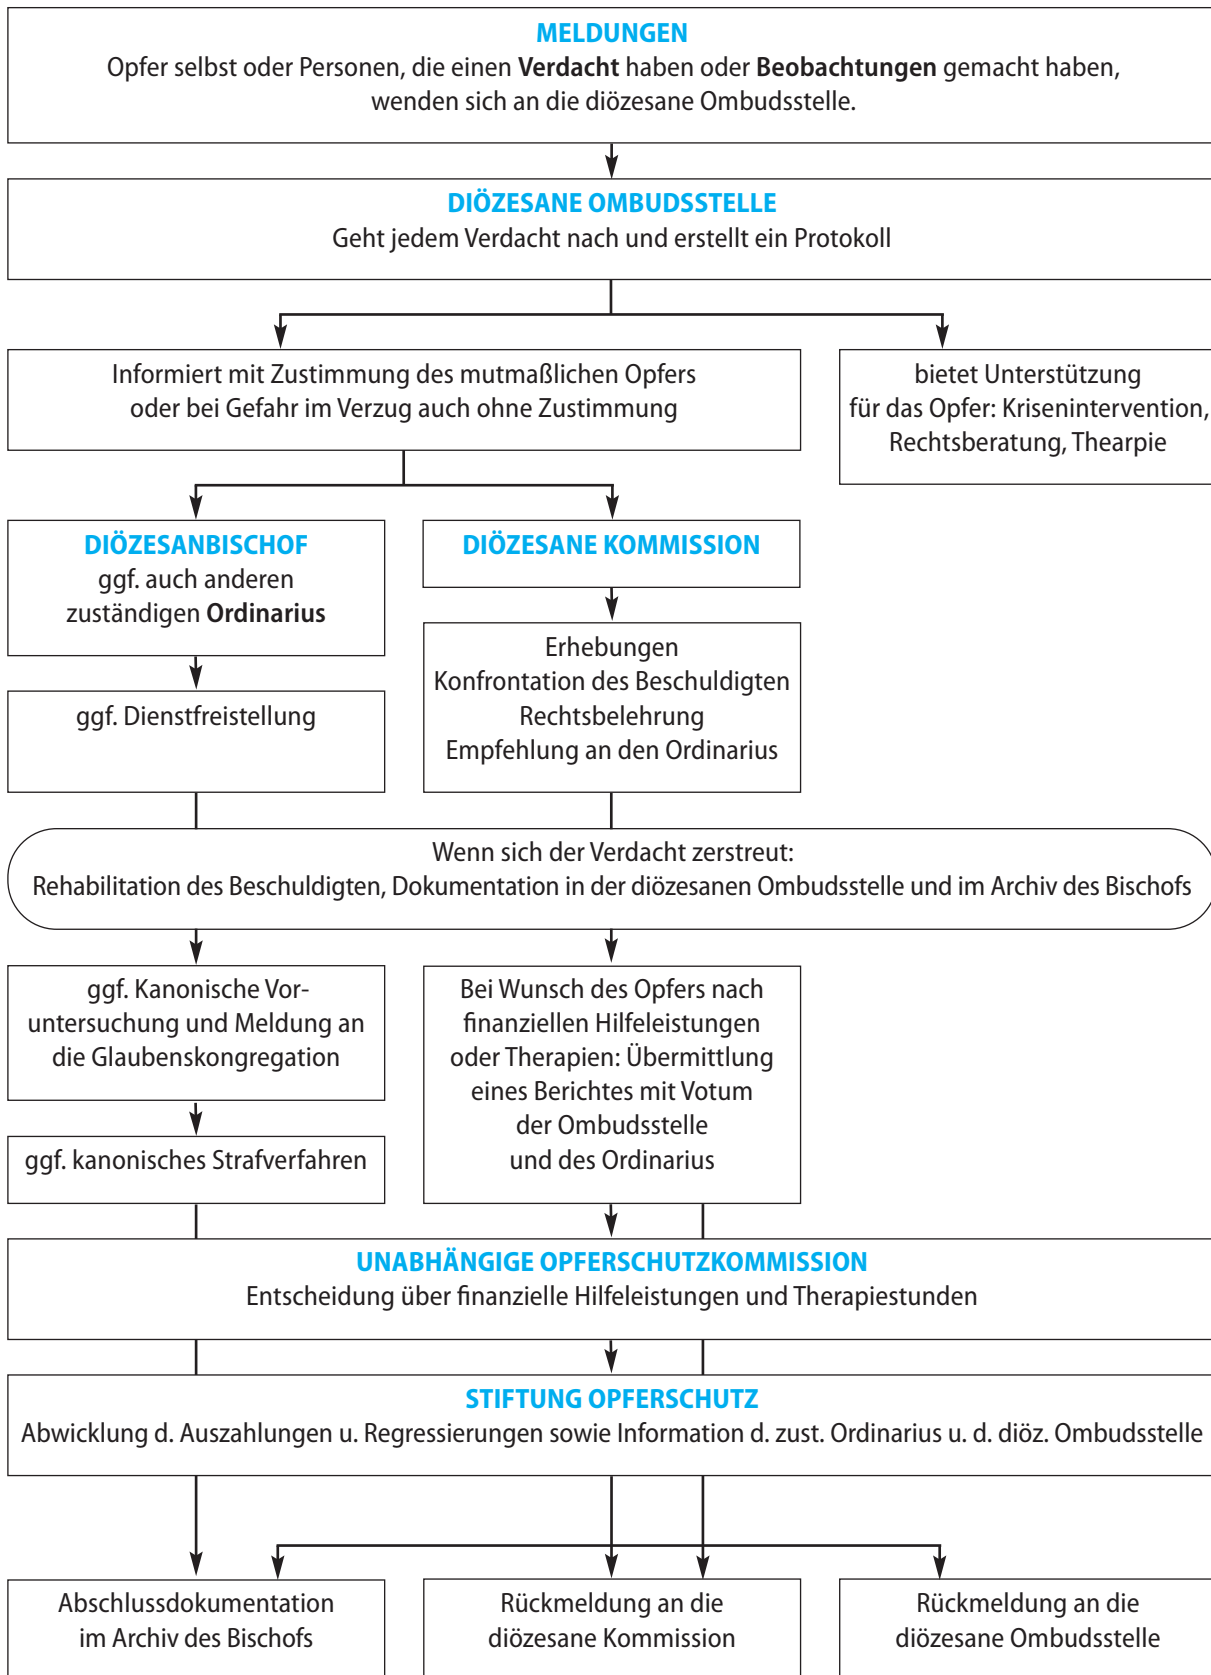 MELDUNGEN
Opfer selbst oder Personen, die einen Verdacht haben oder Beobachtungen gemacht haben,
wenden sich an die diözesane Ombudsstelle.
DIÖZESANE OMBUDSSTELLE
Geht jedem Verdacht nach und erstellt ein Protokoll
Informiert mit Zustimmung des mutmaßlichen Opfers
oder bei Gefahr im Verzug auch ohne Zustimmung
bietet Unterstützung
für das Opfer: Krisenintervention,
Rechtsberatung, Thearpie
DIÖZESANBISCHOF
ggf. auch anderen
zuständigen Ordinarius
ggf. Dienstfreistellung
DIÖZESANE KOMMISSION
Erhebungen
Konfrontation des Beschuldigten
Rechtsbelehrung
Empfehlung an den Ordinarius
Wenn sich der Verdacht zerstreut:
Rehabilitation des Beschuldigten, Dokumentation in der diözesanen Ombudsstelle und im Archiv des Bischofs
ggf. Kanonische Vor-
untersuchung und Meldung an
die Glaubenskongregation
ggf. kanonisches Strafverfahren
Bei Wunsch des Opfers nach
finanziellen Hilfeleistungen
oder Therapien: Übermittlung
eines Berichtes mit Votum
der Ombudsstelle
und des Ordinarius
UNABHÄNGIGE OPFERSCHUTZKOMMISSION
Entscheidung über finanzielle Hilfeleistungen und Therapiestunden
STIFTUNG OPFERSCHUTZ
Abwicklung d. Auszahlungen u. Regressierungen sowie Information d. zust. Ordinarius u. d. diöz. Ombudsstelle
Abschlussdokumentation
im Archiv des Bischofs
Rückmeldung an die
diözesane Kommission
Rückmeldung an die
diözesane Ombudsstelle